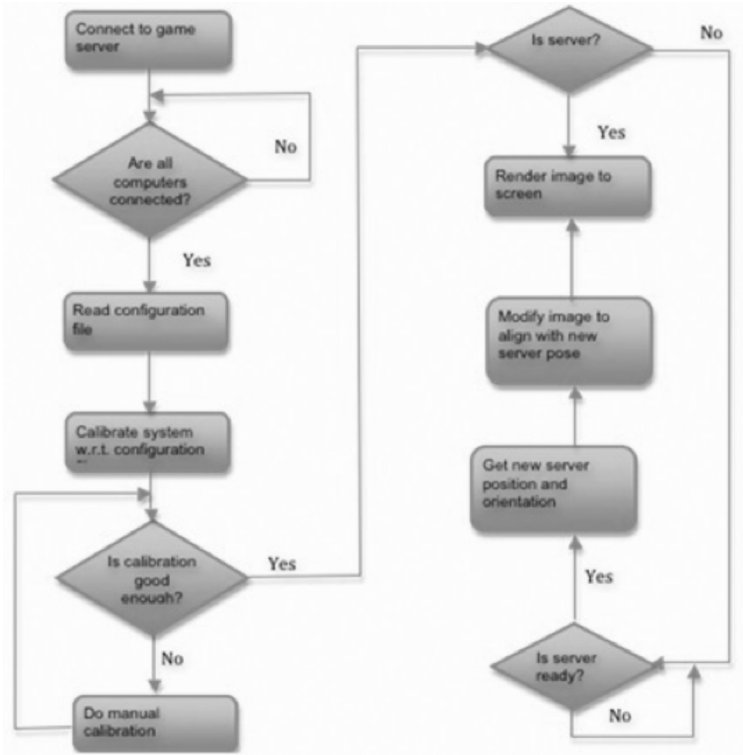 Connect to game
server
No
Are all
computers
connected?
Yes
Read configuration
file
Calibrate system
w.r.t. configuration
Is calibration
good
enough?
Yes
No
Do manual
calibration
Is server?
No
Yes
Render image to
screen
Modify image to
align with new
server pose
Get new server
position and
orientation
Yes
Is server
ready?
No